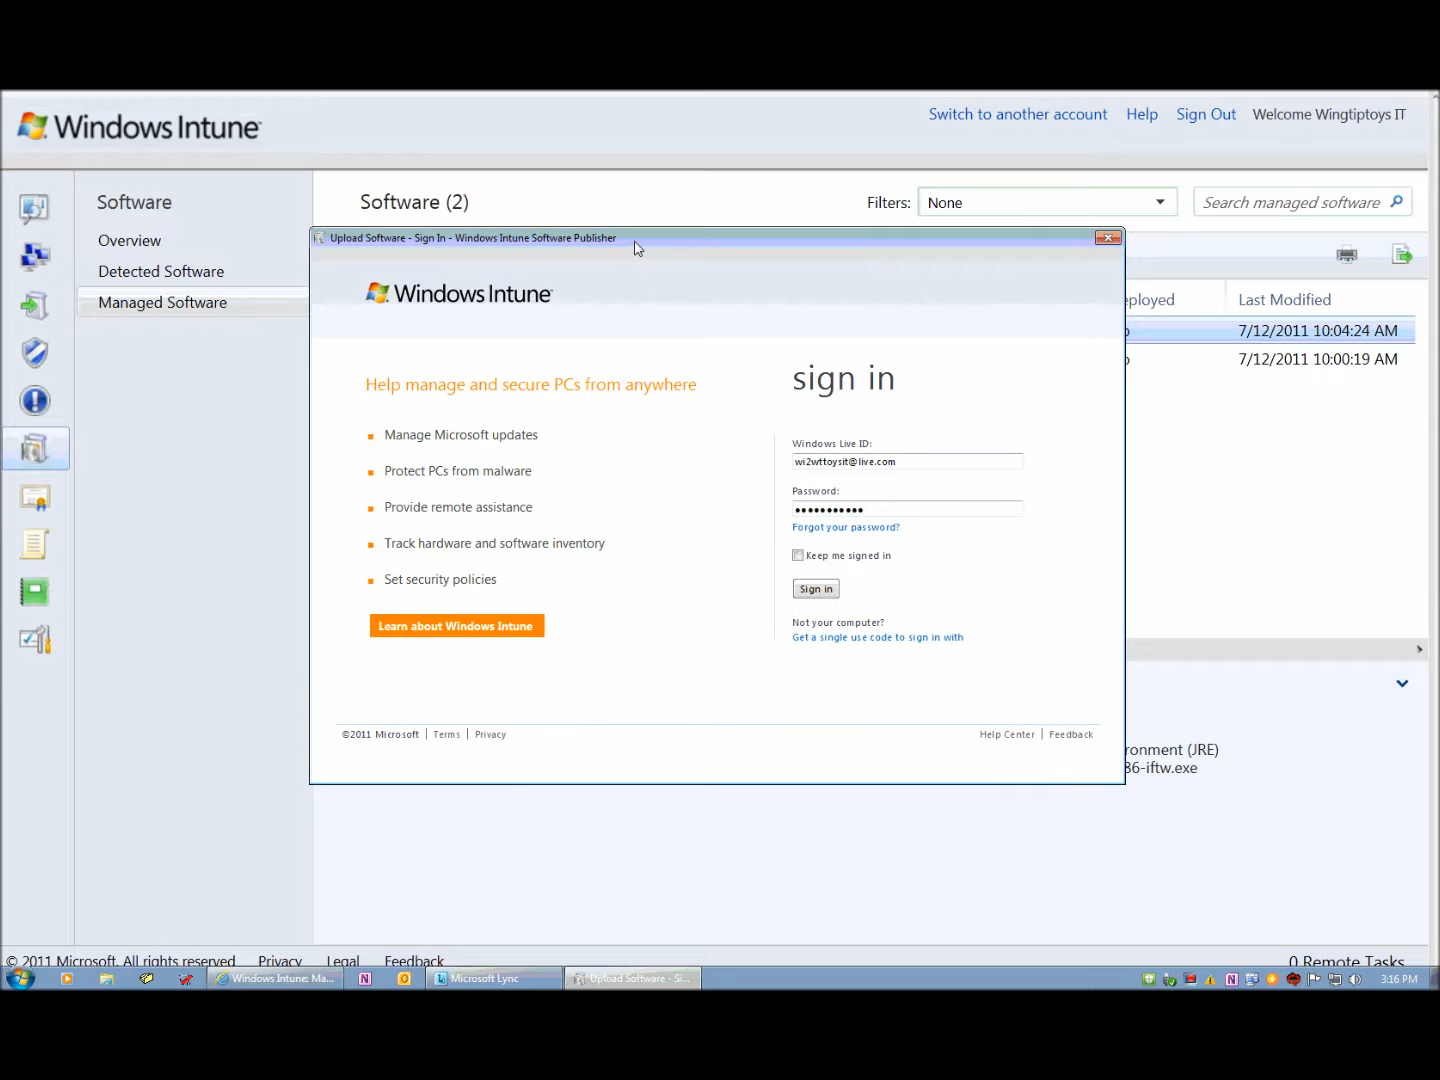 Windows Intune
Switch to another account Help Sign Out Welcome Wingtiptoys IT
Software
Overview
Detected Software
Managed Software
Software (2)
Filters: None
Search managed software
ployed Last Modified
7/12/2011 10:04:24 AM
7/12/2011 10:00:19 AM
Upload Software - Sign In - Windows Intune Software Publisher
Windows Intune
Help manage and secure PCs from anywhere
Manage Microsoft updates
Protect PCs from malware
Provide remote assistance
Track hardware and software inventory
Set security policies
Learn about Windows Intune
sign in
Windows Live ID:
wi2wttoysit@live.com
Password:
Forgot your password?
Keep me signed in
Sign in
Not your computer?
Get a single use code to sign in with
©2011 Microsoft | Terms | Privacy
Help Center | Feedback
ronment (JRE)
86-iftw.exe
© 2011 Microsoft. All rights reserved Privacy Legal Feedback
0 Remote Tasks
Windows Intune: Ma...
Microsoft Lync
Upload Software - Si...
3:16 PM